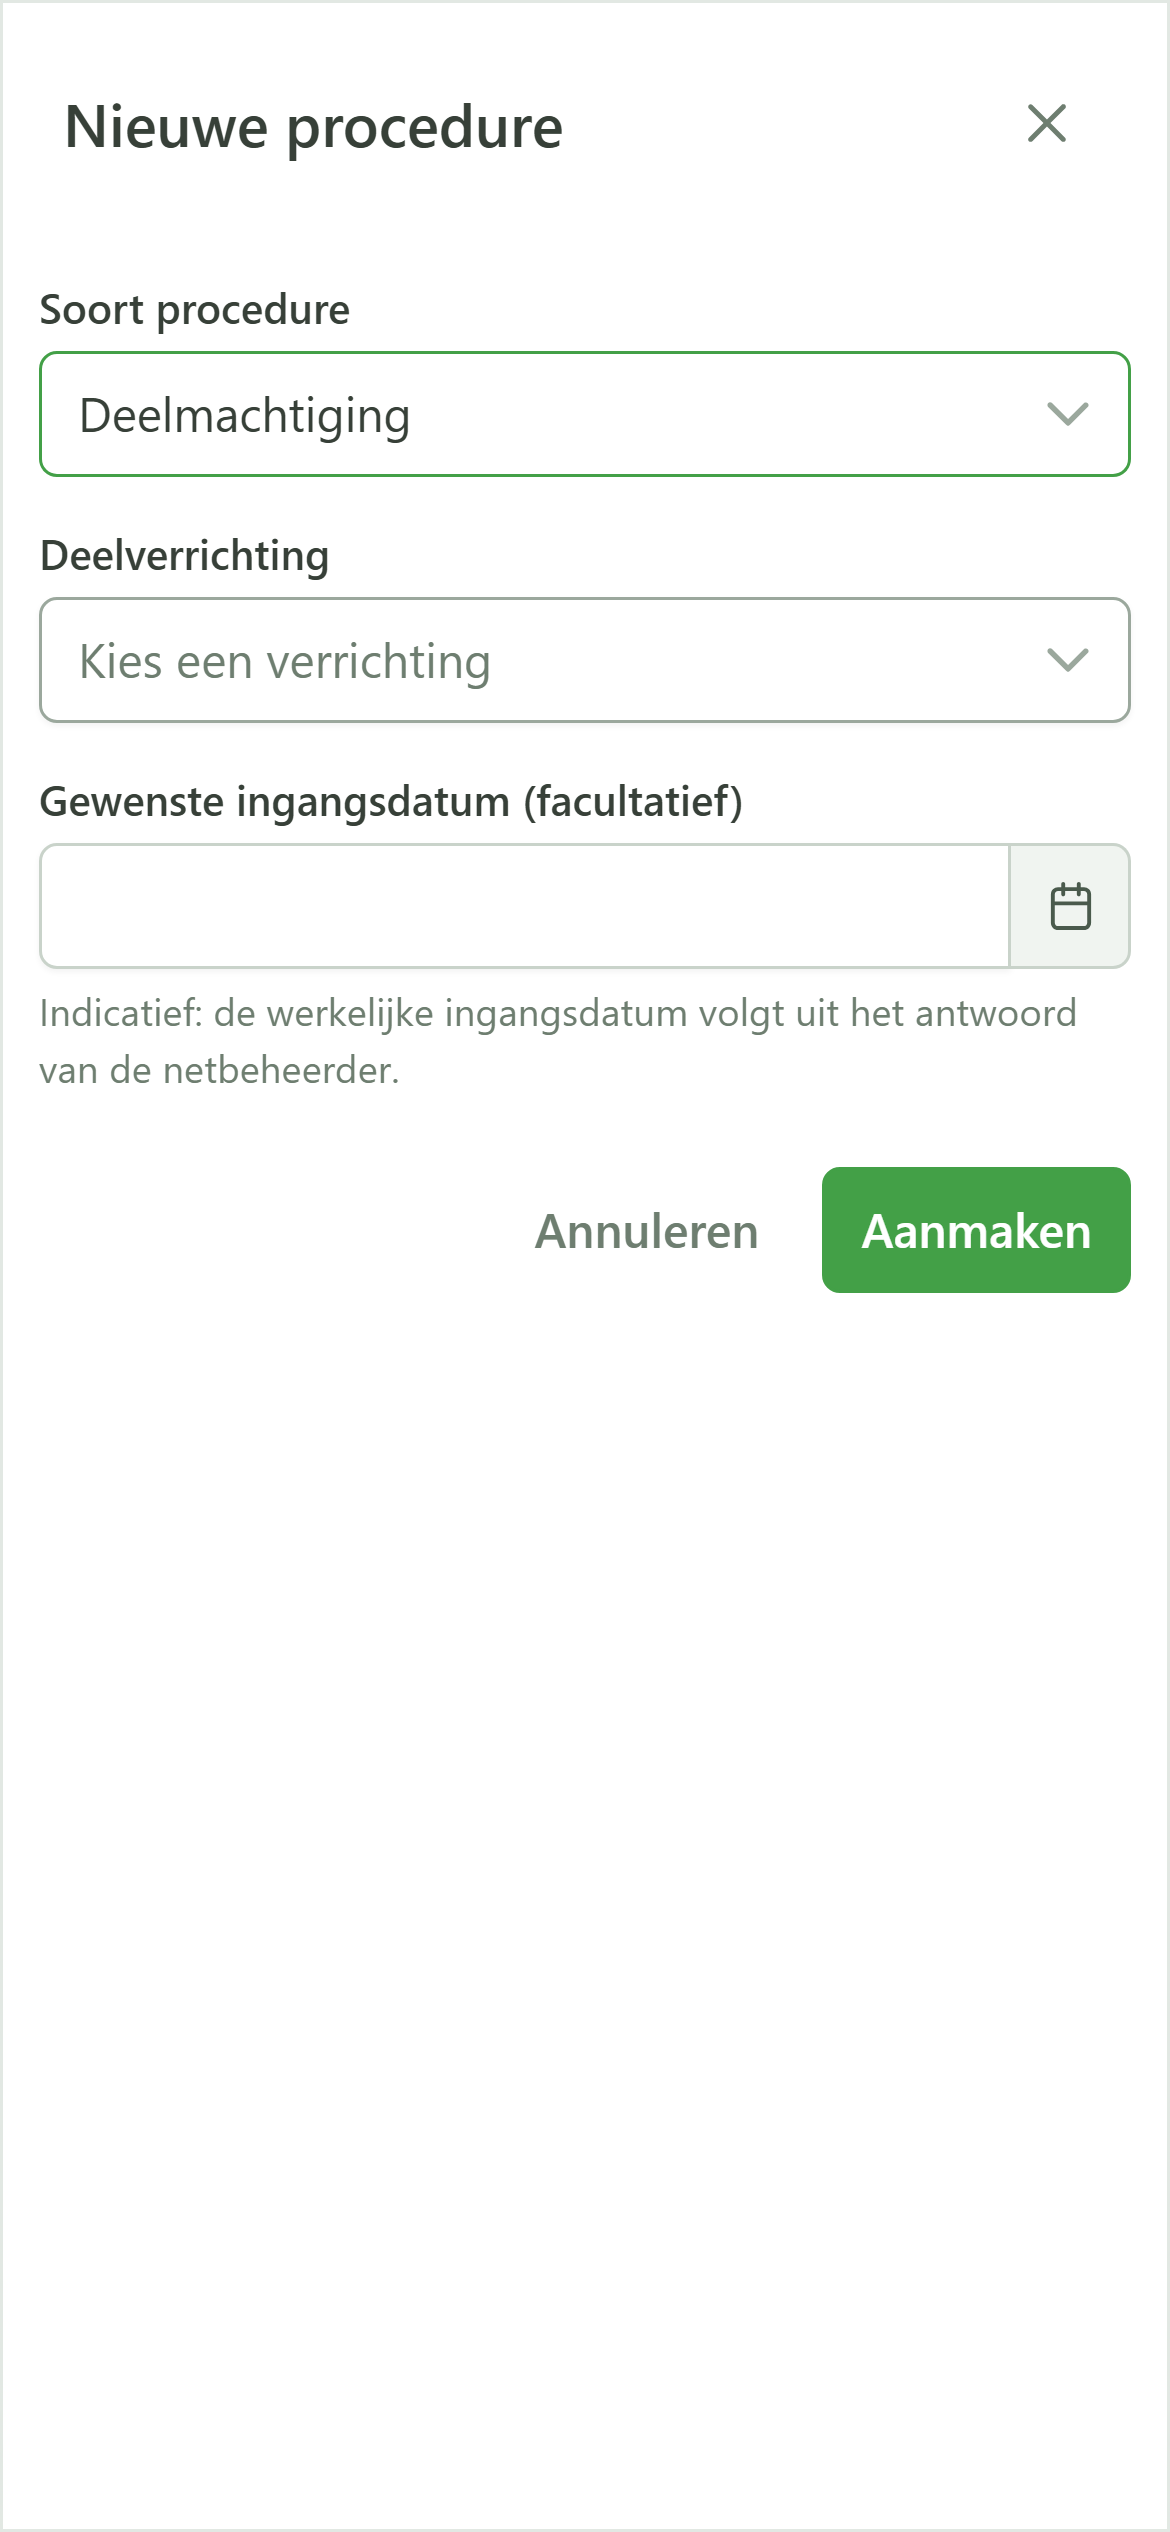 Nieuwe procedure
Soort procedure
Deelmachtiging
Deelverrichting
Kies een verrichting
Gewenste ingangsdatum (facultatief)
Indicatief: de werkelijke ingangsdatum volgt uit het antwoord
van de netbeheerder.
Annuleren
Aanmaken